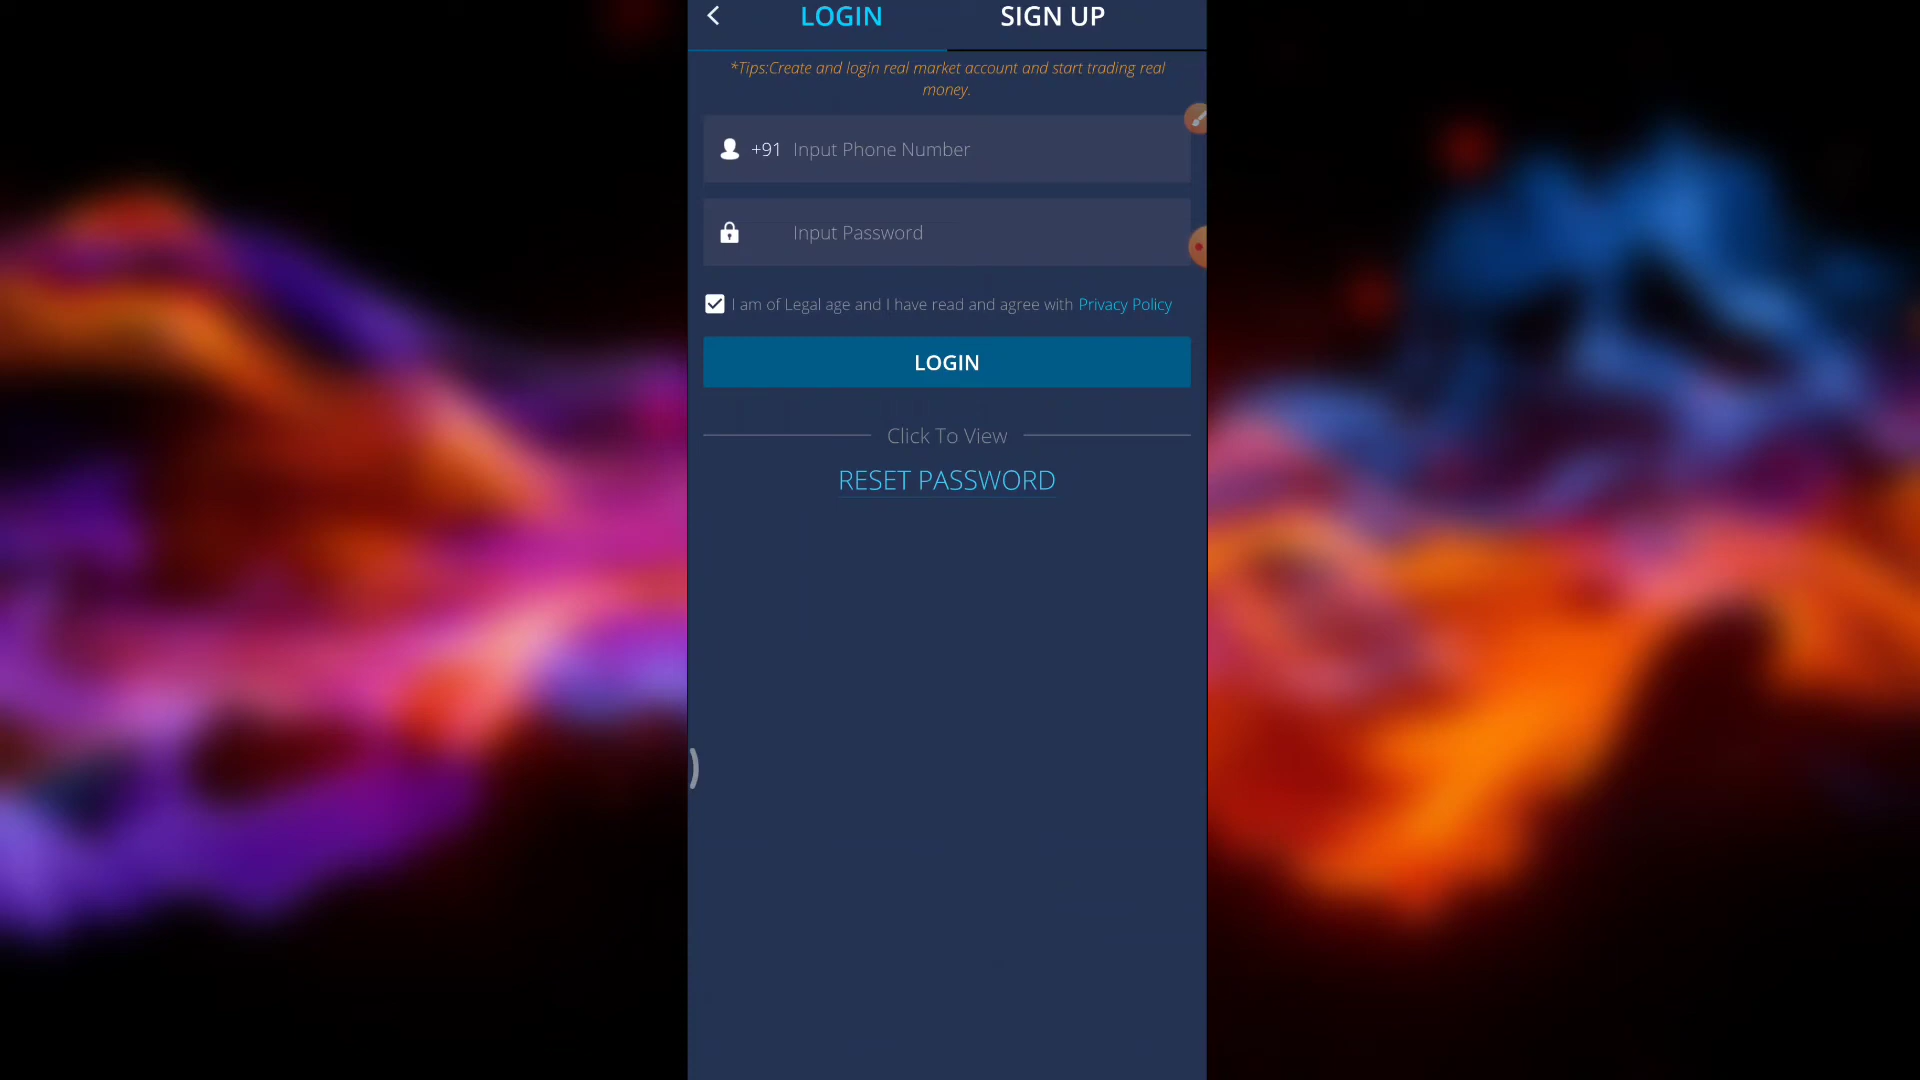 LOGIN SIGN UP
*Tips:Create and login real market account and start trading real
money.
+91 Input Phone Number
Input Password
I am of Legal age and I have read and agree with Privacy Policy
LOGIN
Click To View
RESET PASSWORD